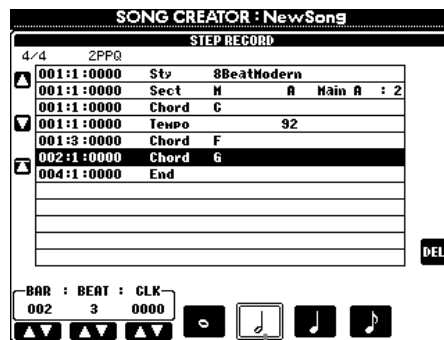 SONG CREATOR : NewSong
STEP RECORD
4/4 2PPQ
001:1:0000 Sty 8BeatModern
001:1:0000 Sect M A Main A : 2
001:1:0000 Chord C
001:1:0000 Tempo 92
001:3:0000 Chord F
002:1:0000 Chord G
004:1:0000 End
DEL
BAR : BEAT : CLK
002 3 0000